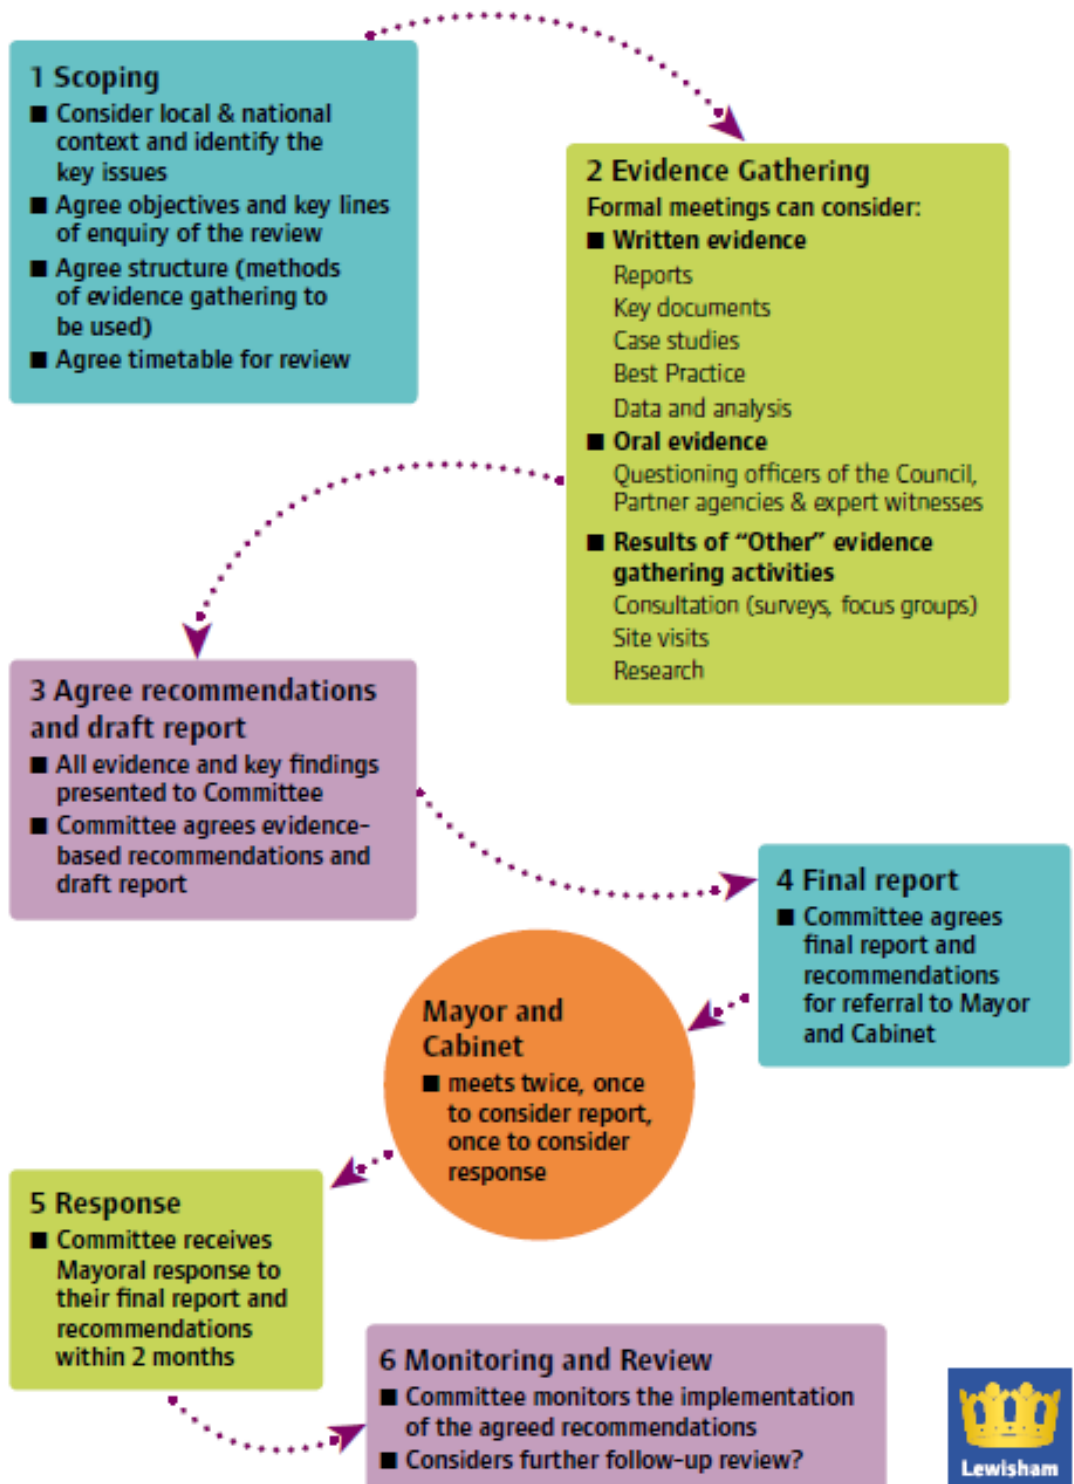 1 Scoping
■ Consider local & national
context and identify the
key issues
■ Agree objectives and key lines
of enquiry of the review
■ Agree structure (methods
of evidence gathering to
be used)
■ Agree timetable for review
2 Evidence Gathering
Formal meetings can consider:
■ Written evidence
Reports
Key documents
Case studies
Best Practice
Data and analysis
■ Oral evidence
Questioning officers of the Council,
Partner agencies & expert witnesses
■ Results of “Other” evidence
gathering activities
Consultation (surveys, focus groups)
Site visits
Research
3 Agree recommendations
and draft report
■ All evidence and key findings
presented to Committee
■ Committee agrees evidence-
based recommendations and
draft report
4 Final report
■ Committee agrees
final report and
recommendations
for referral to Mayor
and Cabinet
Mayor and
Cabinet
■ meets twice, once
to consider report,
once to consider
response
5 Response
■ Committee receives
Mayoral response to
their final report and
recommendations
within 2 months
6 Monitoring and Review
■ Committee monitors the implementation
of the agreed recommendations
■ Considers further follow-up review?
Lewisham